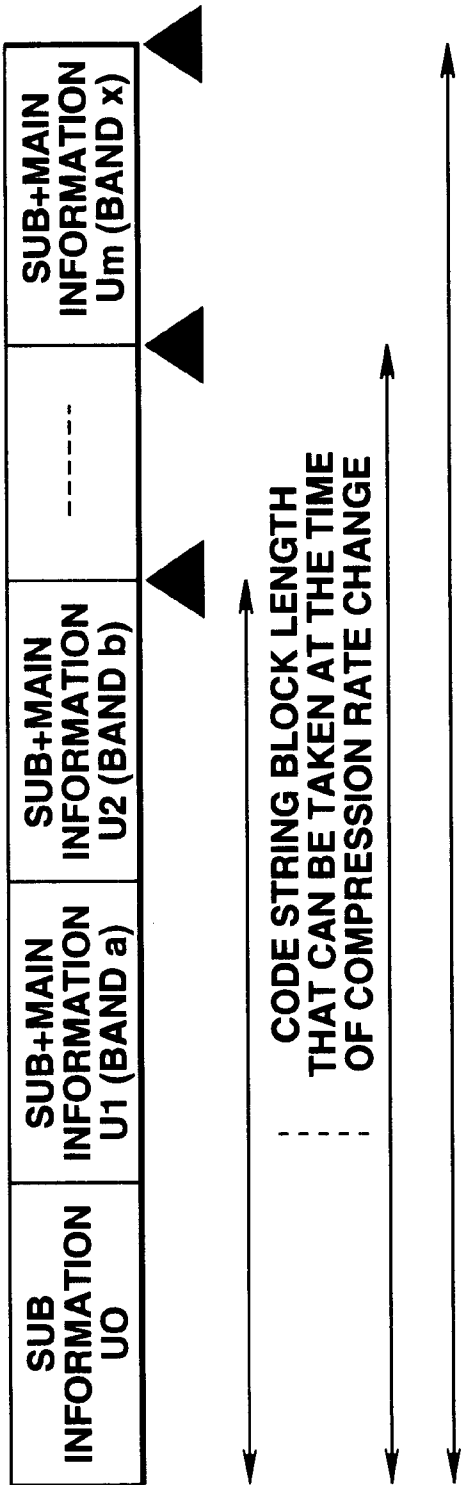 SUB
INFORMATION
UO
SUB+MAIN
INFORMATION
U1 (BAND a)
SUB+MAIN
INFORMATION
U2 (BAND b)
------
SUB+MAIN
INFORMATION
Um (BAND x)
CODE STRING BLOCK LENGTH
THAT CAN BE TAKEN AT THE TIME
OF COMPRESSION RATE CHANGE